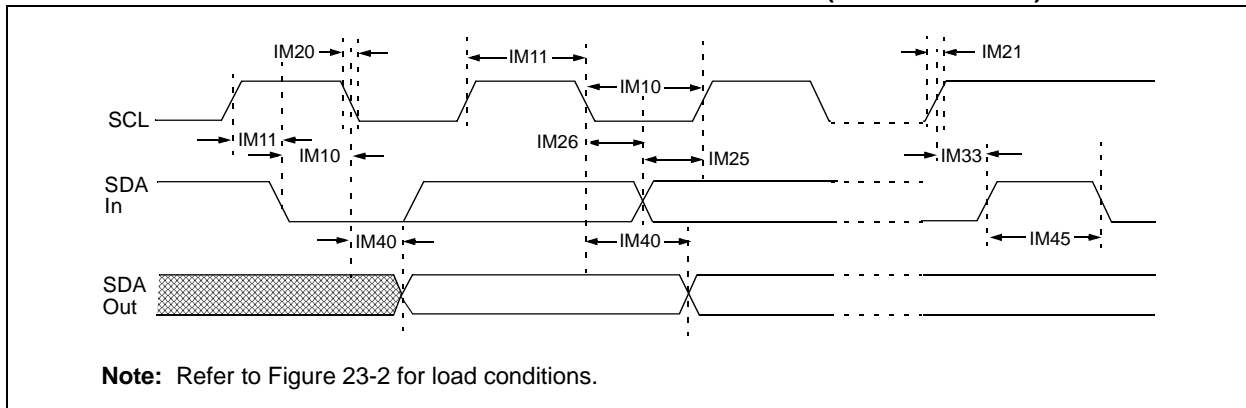 IM20
IM11
IM21
IM10
SCL
IM11
IM26
IM10
IM25
IM33
SDA
In
IM40
IM40
IM45
SDA
Out
Note: Refer to Figure 23-2 for load conditions.